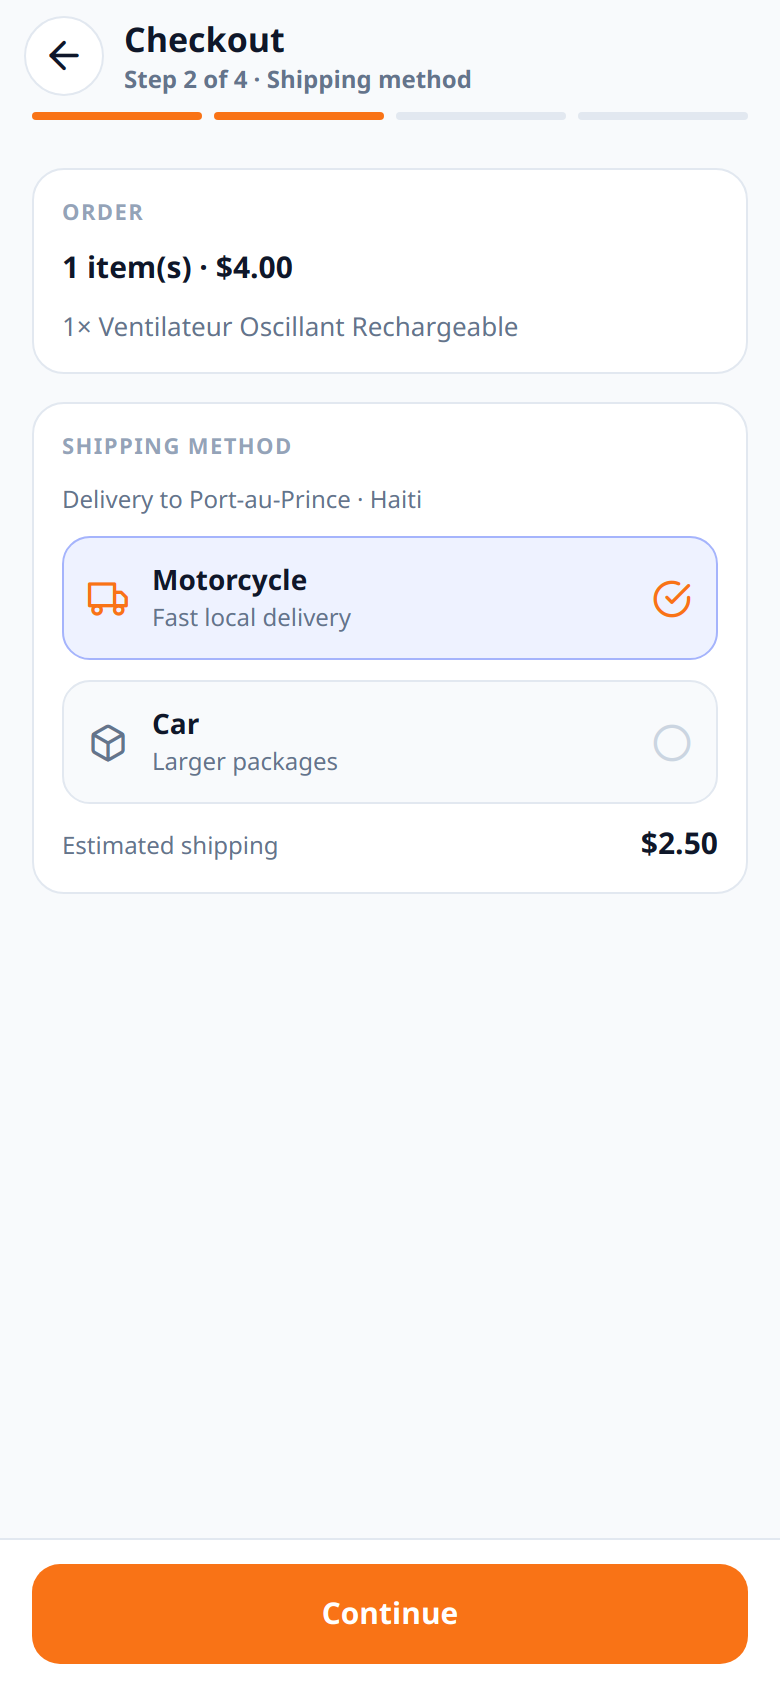 Checkout
Step 2 of 4 · Shipping method
ORDER
1 item(s) · $4.00
1× Ventilateur Oscillant Rechargeable
SHIPPING METHOD
Delivery to Port-au-Prince · Haiti
Motorcycle
Fast local delivery
Car
Larger packages
Estimated shipping $2.50
Continue